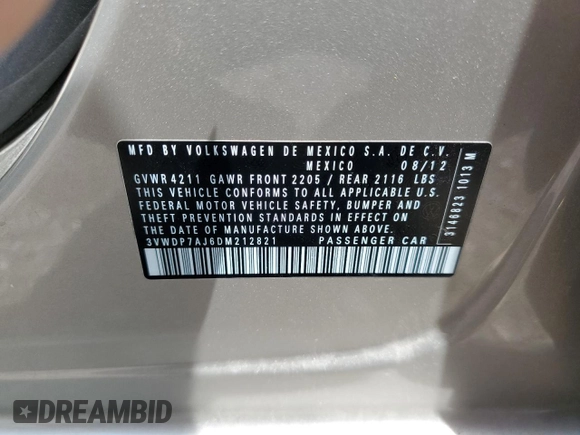 MFD BY VOLKSWAGEN DE MEXICO S.A. DE C.V.
MEXICO 08/12
GVWR 4211 GAWR FRONT 2205 / REAR 2116 LBS
THIS VEHICLE CONFORMS TO ALL APPLICABLE U.S.
FEDERAL MOTOR VEHICLE SAFETY, BUMPER AND
THEFT PREVENTION STANDARDS IN EFFECT ON
THE DATE OF MANUFACTURE SHOWN ABOVE.
3VWDP7AJ6DM212821 PASSENGER CAR
3146823 1013 M
DREAMBID